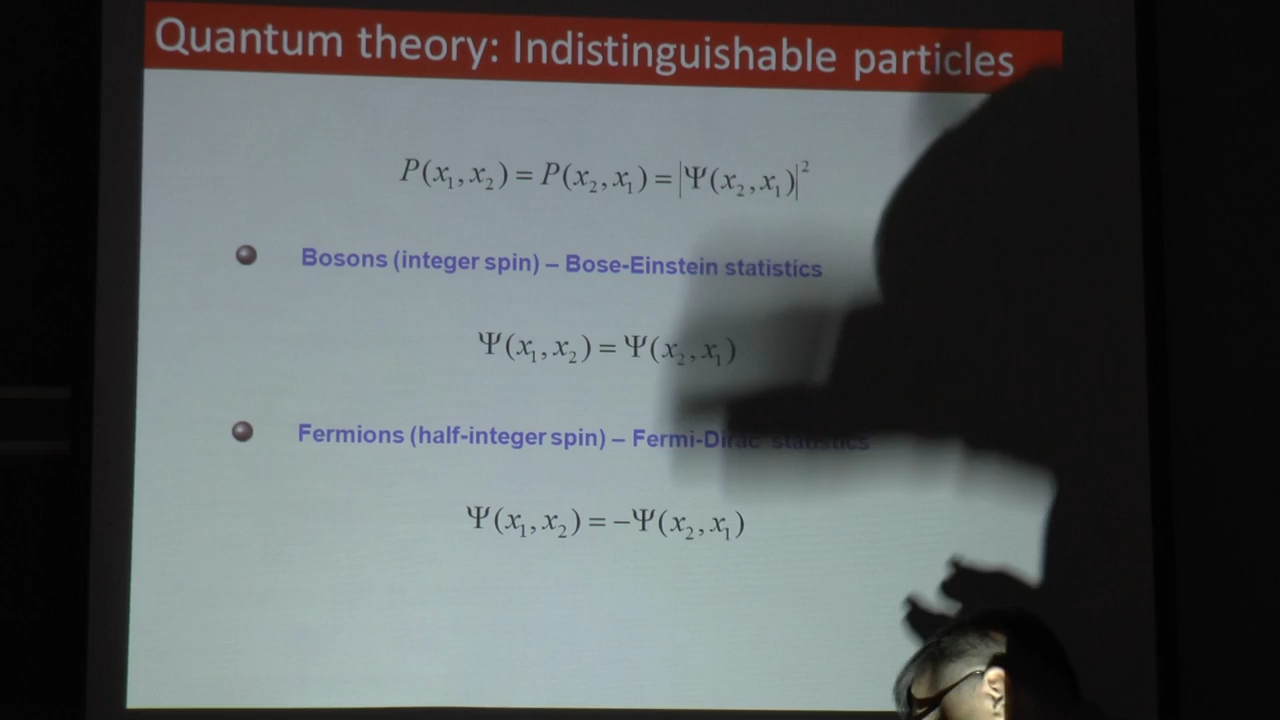 Quantum theory: Indistinguishable particles
P(x₁,x₂) = P(x₂,x₁) = |Ψ(x₂,x₁)|²
Bosons (integer spin) – Bose-Einstein statistics
Ψ(x₁,x₂) = Ψ(x₂,x₁)
Fermions (half-integer spin) – Fermi-Dirac statistics
Ψ(x₁,x₂) = –Ψ(x₂,x₁)